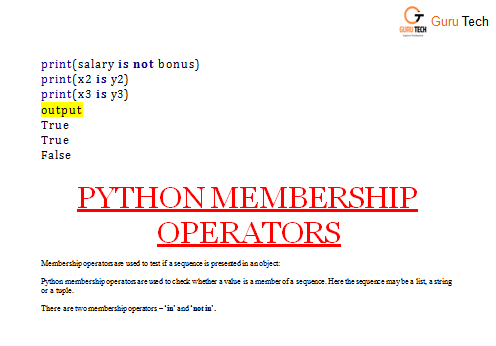 Guru Tech
GURU TECH
print(salary is not bonus)
print(x2 is y2)
print(x3 is y3)
output
True
True
False
PYTHON MEMBERSHIP
OPERATORS
Membership operators are used to test if a sequence is presented in an object:
Python membership operators are used to check whether a value is a member of a sequence. Here the sequence may be a list, a string
or a tuple.
There are two membership operators – ‘in’ and ‘not in’.